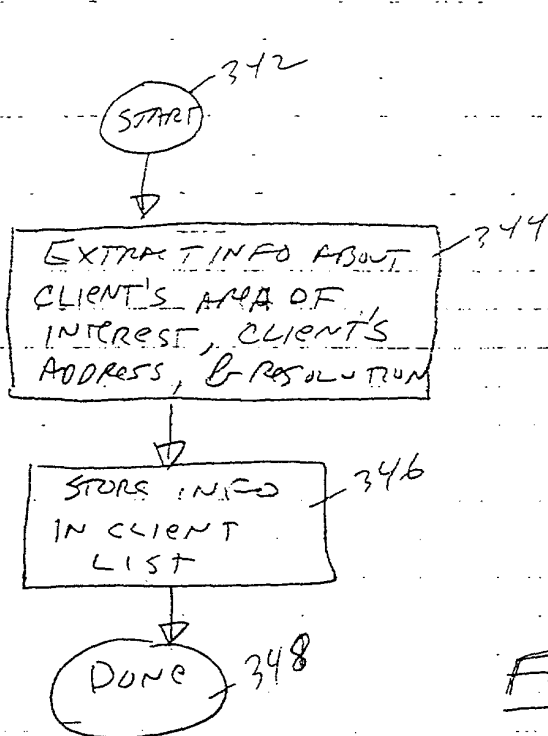 342
START
344
EXTRACT INFO ABOUT
CLIENT'S AREA OF
INTEREST, CLIENT'S
ADDRESS, & RESOLUTION
346
STORE INFO
IN CLIENT
LIST
DONE
348
F